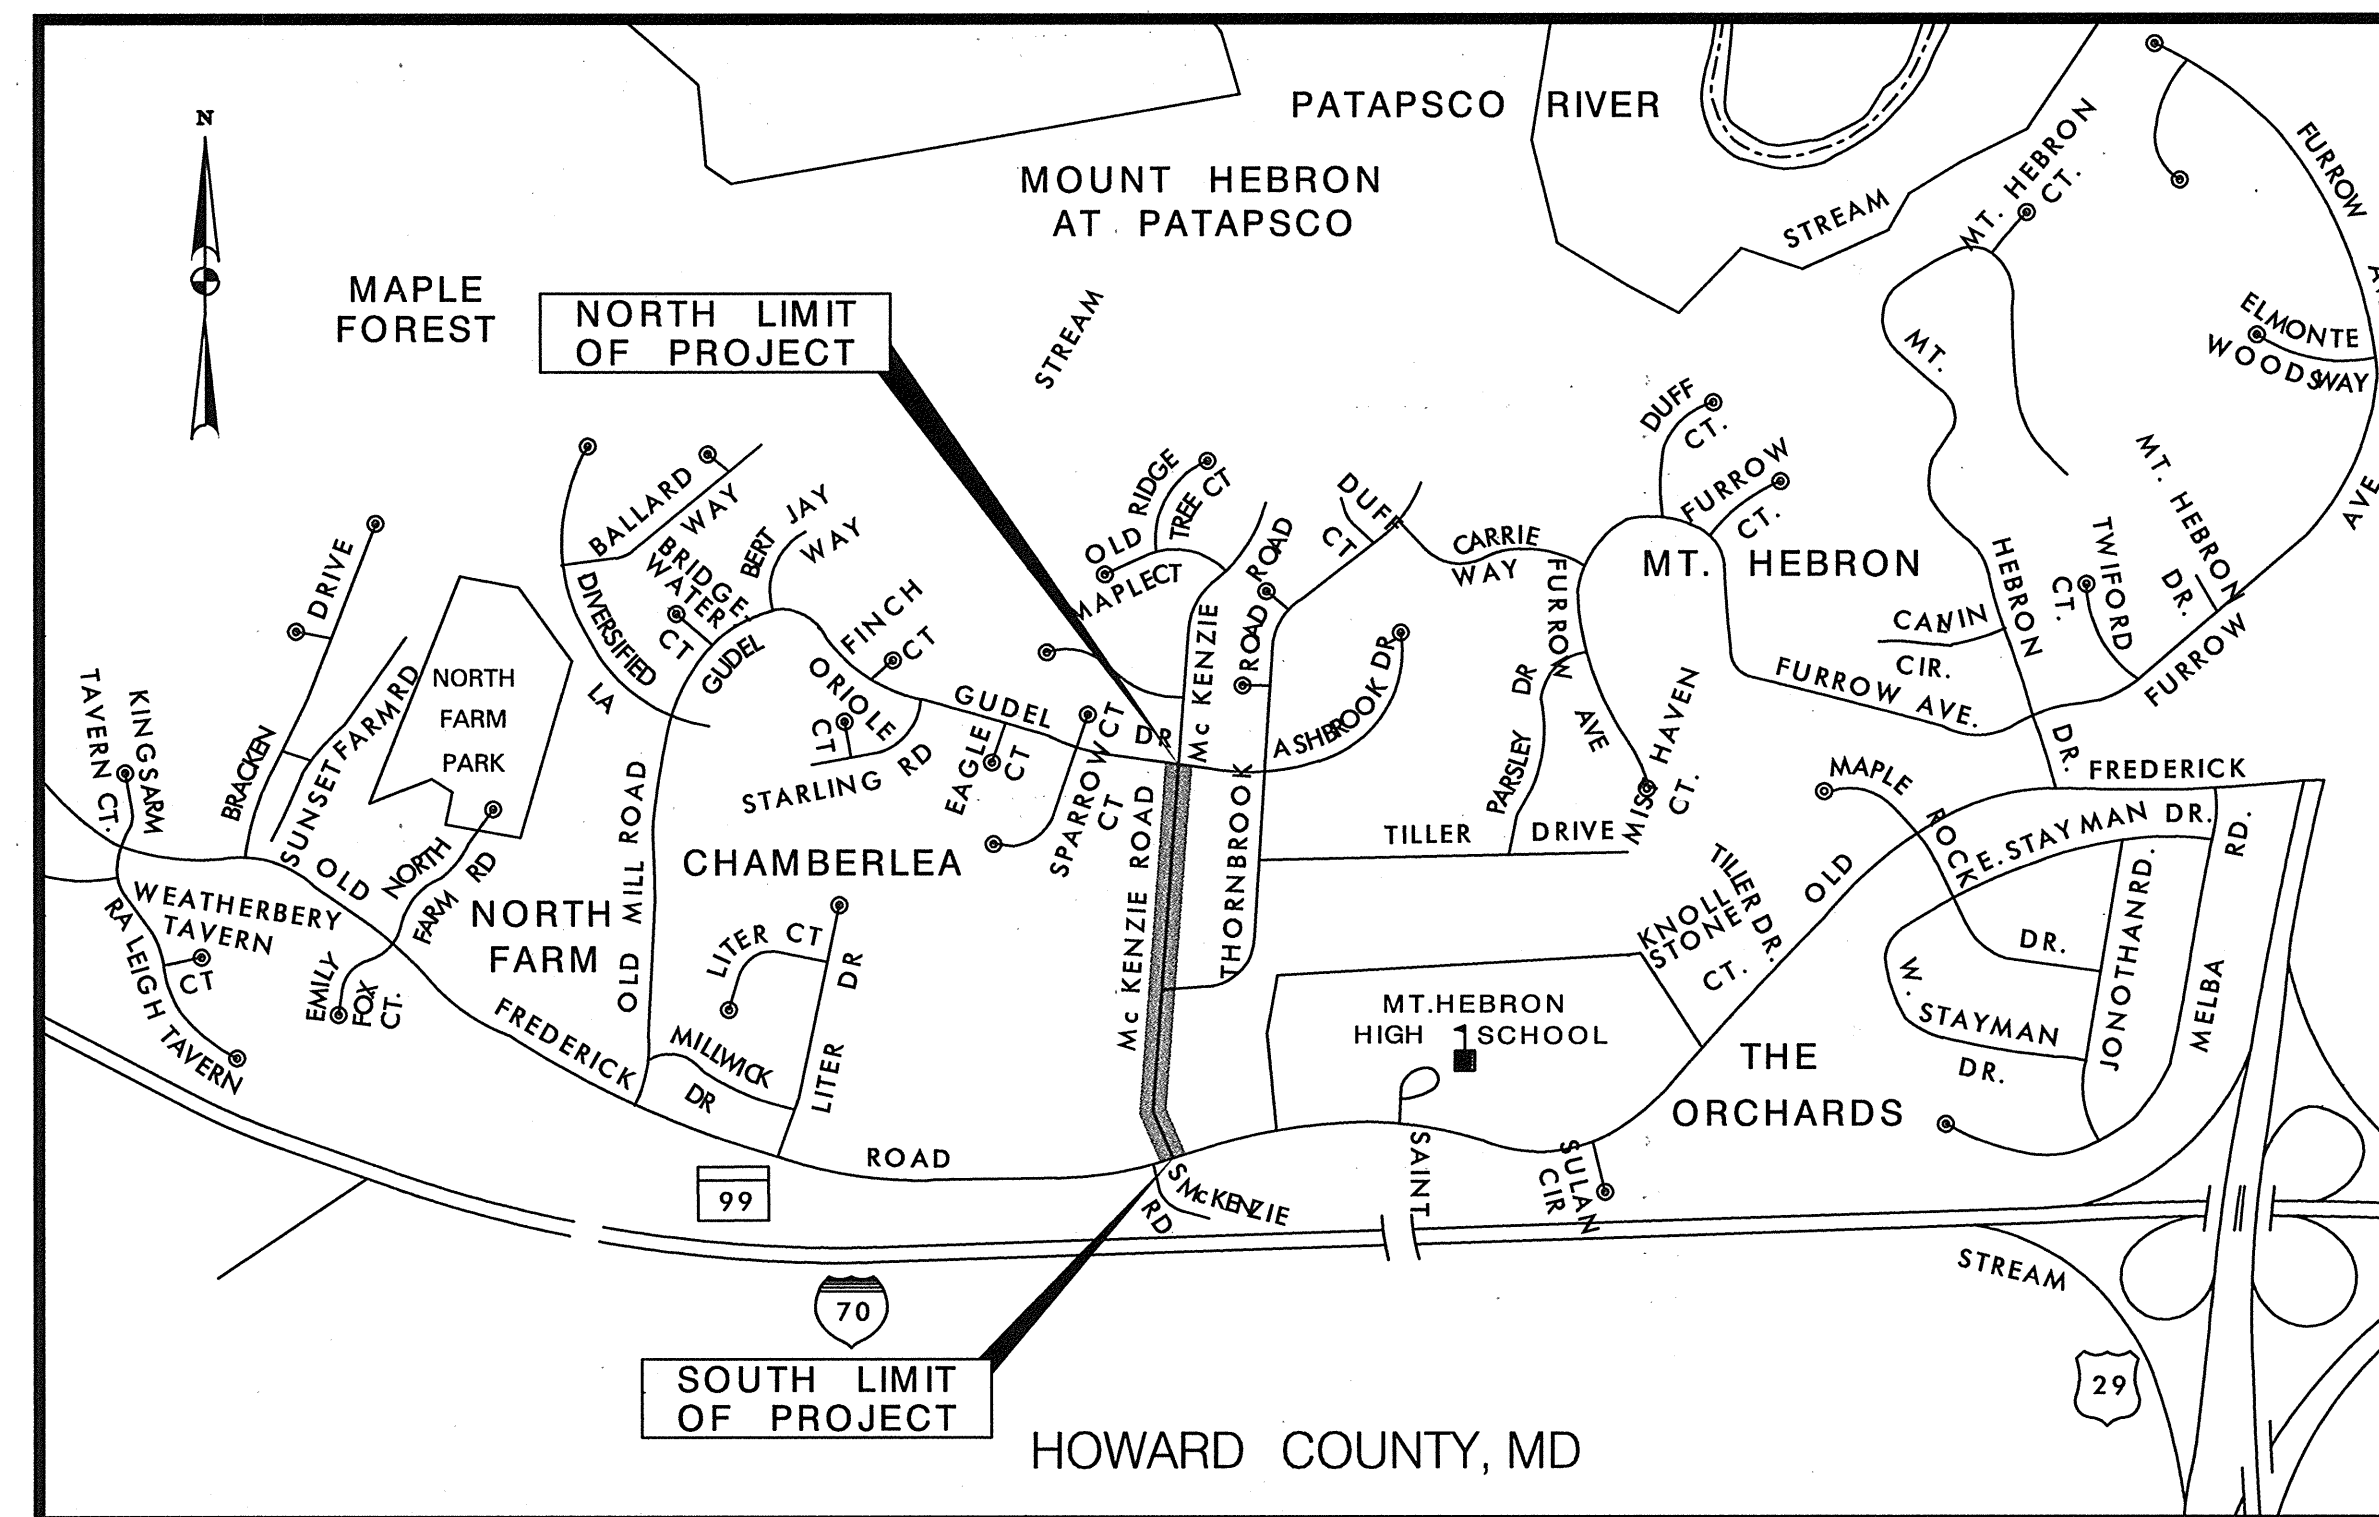 N
PATAPSCO RIVER
MOUNT HEBRON
AT PATAPSCO
MAPLE
FOREST
NORTH LIMIT
OF PROJECT
STREAM
STREAM
MT. HEBRON
CT.
FURROW
AVE
ELMONTE
WOODSWAY
MT.
HEBRON
DR.
MT. HEBRON
DR.
TWIFORD
CT.
FURROW
CALVIN
CIR.
FURROW AVE.
MT. HEBRON
DUFF
CT.
FURROW
CT.
CARRIE
WAY
FURROW
AVE
DUFF
CT
OLD RIDGE
TREE CT
MAPLE CT
Mc KENZIE
ROAD
ROAD
ASHBROOK DR
PARSLEY DR
MISTY HAVEN
CT.
TILLER DRIVE
THORNBROOK
BALLARD
WAY
BRIDGE
WATER
CT
BERT JAY
WAY
DIVERSIFIED
LA
GUDEL
FINCH
CT
ORIOLE
CT
STARLING RD
GUDEL
DR
EAGLE
CT
SPARROW CT
CT
DRIVE
BRACKEN
SUNSET FARM RD
NORTH
FARM
PARK
TAVERN CT.
KINGSARM
WEATHERBERY
TAVERN
CT
RALEIGH TAVERN
OLD
NORTH
FARM RD
EMILY
FOX
CT.
NORTH
FARM
OLD MILL ROAD
CHAMBERLEA
LITER CT
LITER DR
MILLWICK
DR
FREDERICK
ROAD
99
Mc KENZIE ROAD
MT.HEBRON
HIGH SCHOOL
SAINT
SULAN
CIR
S McKENZIE
RD
KNOLL
STONE
CT.
TILLER DR.
OLD
FREDERICK
MAPLE
ROCK
DR.
E. STAYMAN DR.
RD.
W.
STAYMAN
DR.
JONOTHAN RD.
MELBA
THE
ORCHARDS
STREAM
70
29
SOUTH LIMIT
OF PROJECT
HOWARD COUNTY, MD